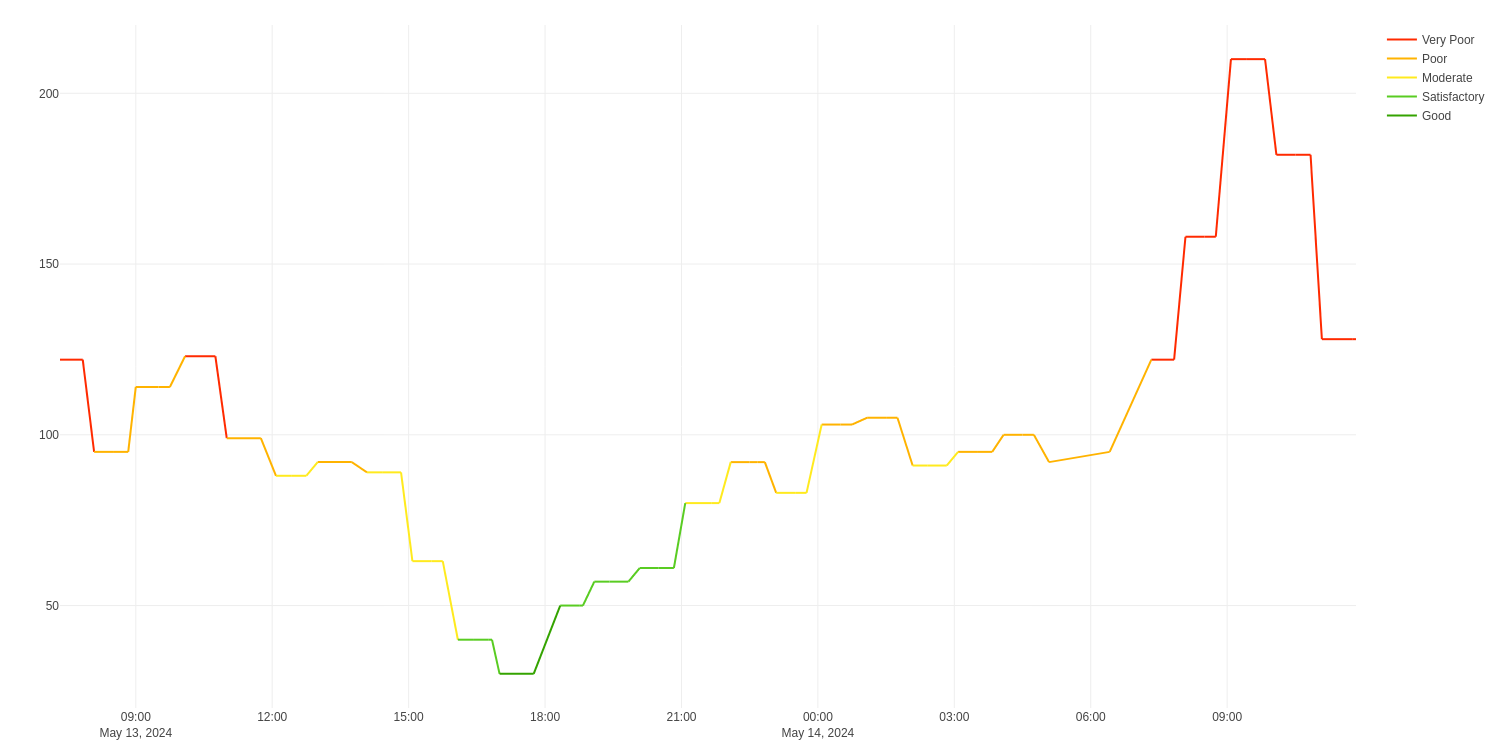 200
150
100
50
09:00
May 13, 2024
12:00
15:00
18:00
21:00
00:00
May 14, 2024
03:00
06:00
09:00
Very Poor
Poor
Moderate
Satisfactory
Good